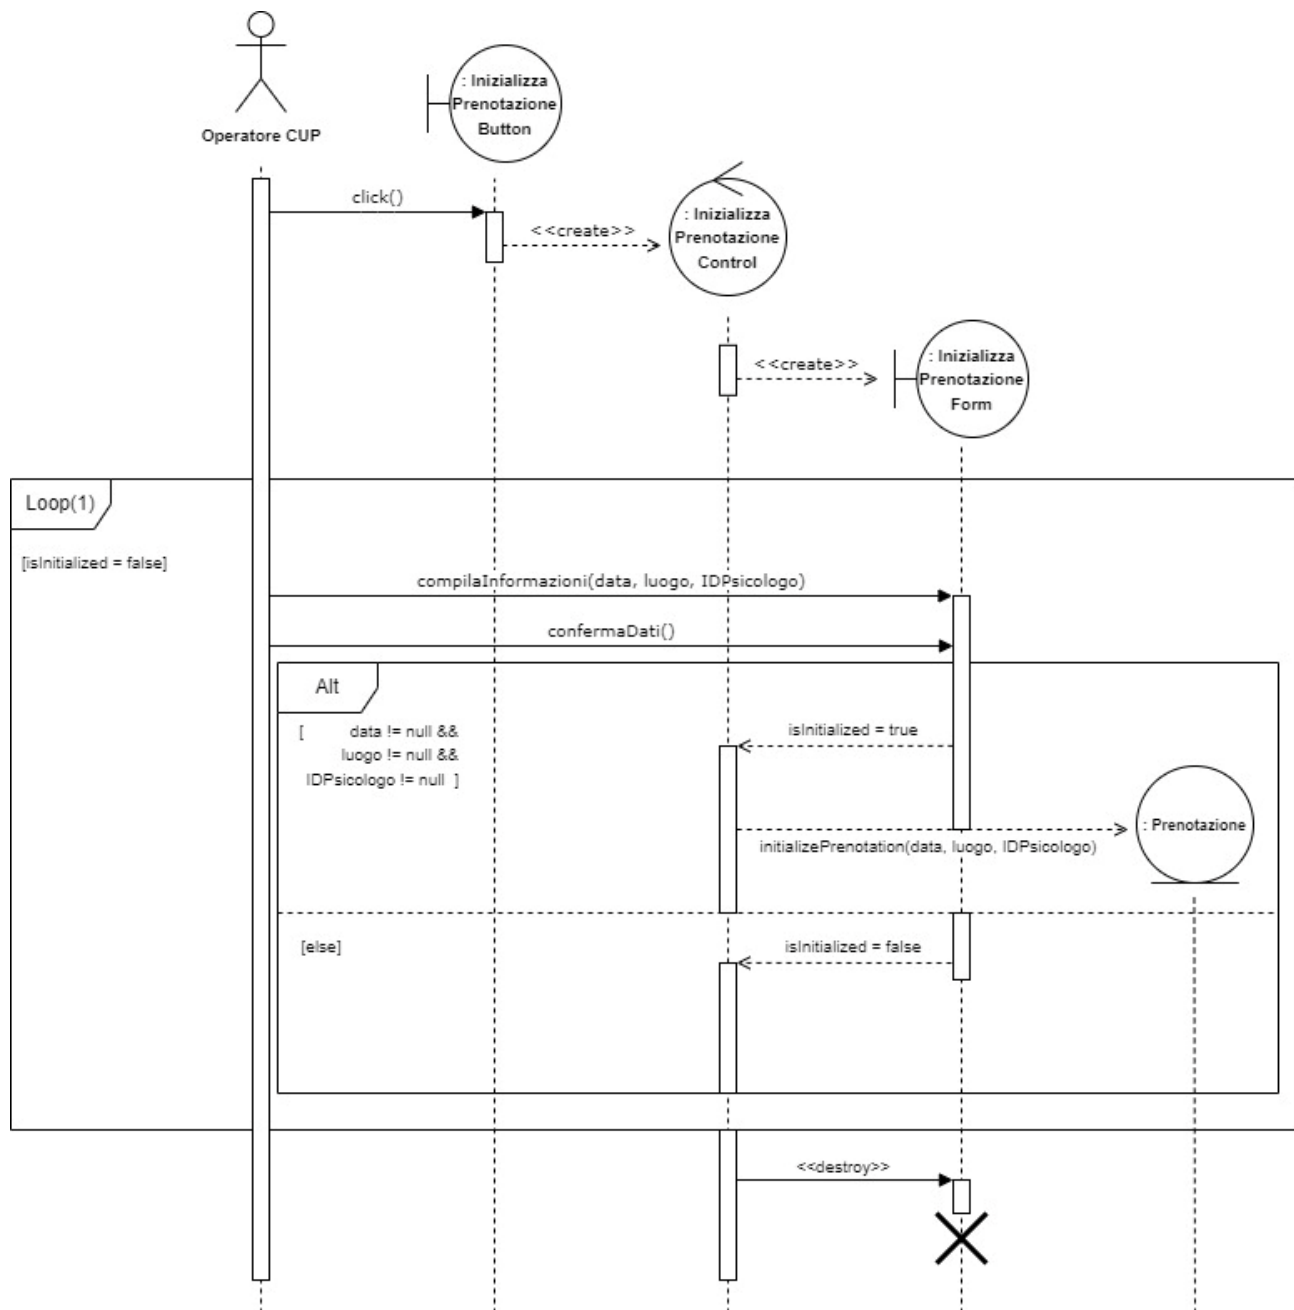 Operatore CUP
: Inizializza
Prenotazione
Button
click()
<<create>>
: Inizializza
Prenotazione
Control
<<create>>
: Inizializza
Prenotazione
Form
Loop(1)
[isInitialized = false]
compilaInformazioni(data, luogo, IDPsicologo)
confermaDati()
Alt
[ data != null &&
luogo != null &&
IDPsicologo != null ]
isInitialized = true
: Prenotazione
initializePrenotation(data, luogo, IDPsicologo)
[else]
isInitialized = false
<<destroy>>